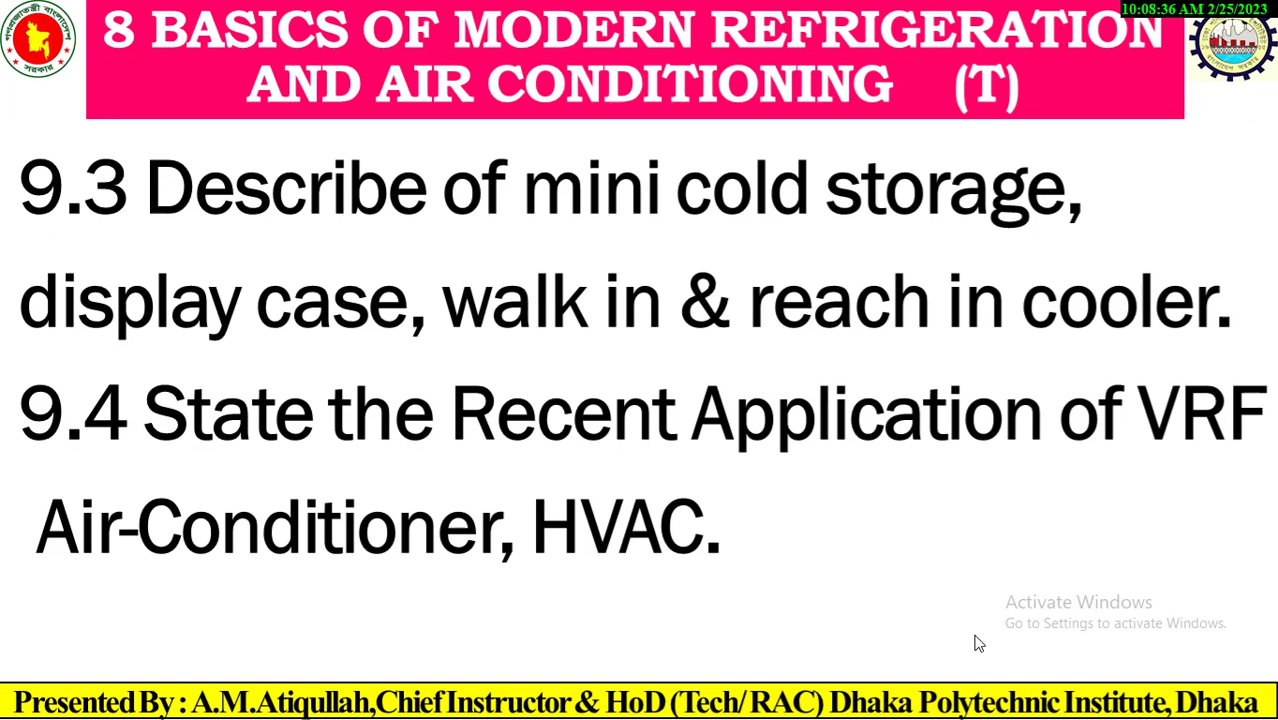 10:08:36 AM 2/25/2023
8 BASICS OF MODERN REFRIGERATION
AND AIR CONDITIONING (T)
9.3 Describe of mini cold storage,
display case, walk in & reach in cooler.
9.4 State the Recent Application of VRF
Air-Conditioner, HVAC.
Activate Windows
Go to Settings to activate Windows.
Presented By : A.M.Atiqullah,Chief Instructor & HoD (Tech/ RAC) Dhaka Polytechnic Institute, Dhaka